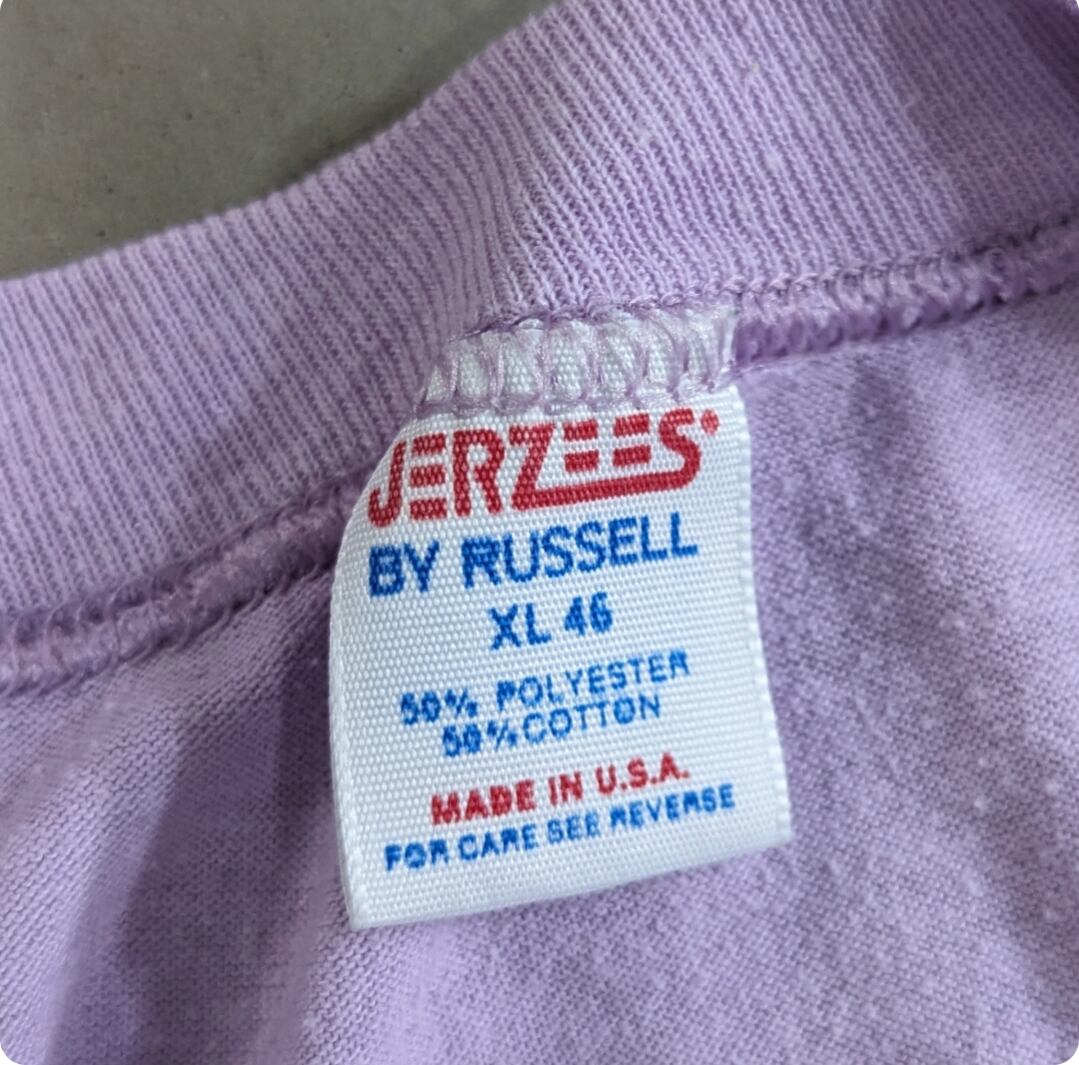 JERZEES®
BY RUSSELL
XL 46
50% POLYESTER
50% COTTON
MADE IN U.S.A.
FOR CARE SEE REVERSE